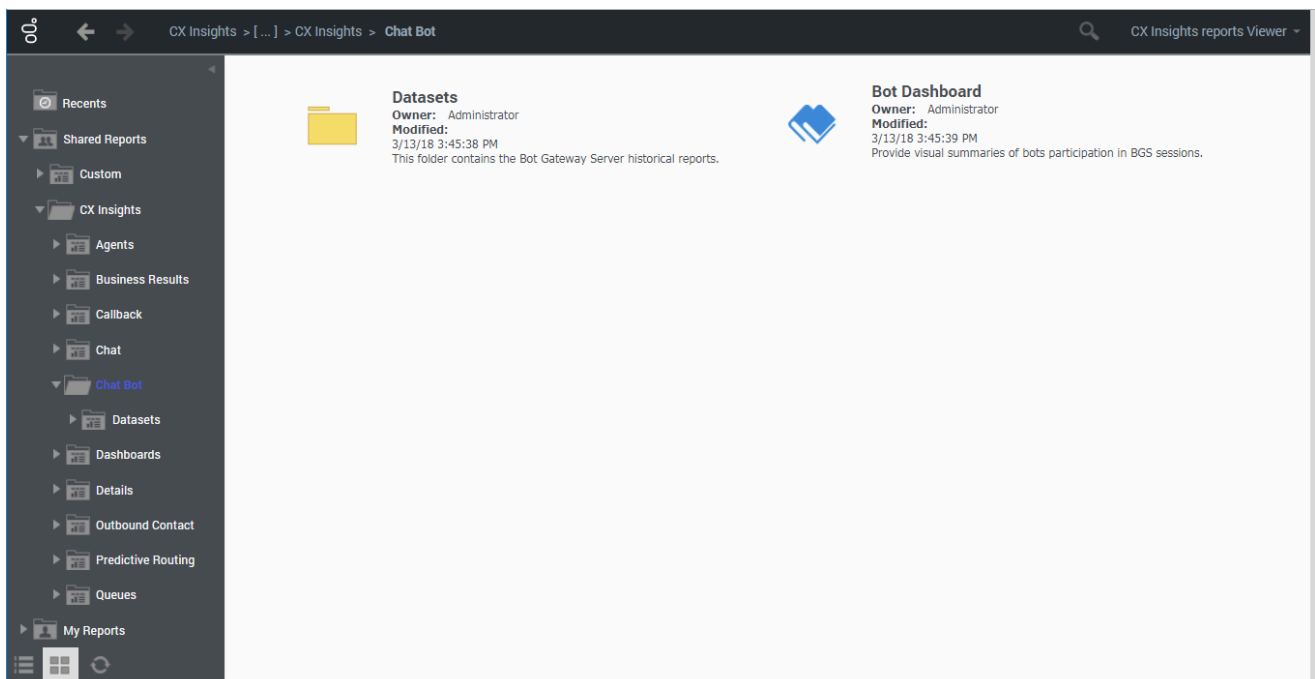 CX Insights > [ ... ] > CX Insights > Chat Bot
CX Insights reports Viewer
Recents
Shared Reports
Custom
CX Insights
Agents
Business Results
Callback
Chat
Chat Bot
Datasets
Dashboards
Details
Outbound Contact
Predictive Routing
Queues
My Reports
Datasets
Owner: Administrator
Modified:
3/13/18 3:45:38 PM
This folder contains the Bot Gateway Server historical reports.
Bot Dashboard
Owner: Administrator
Modified:
3/13/18 3:45:39 PM
Provide visual summaries of bots participation in BGS sessions.